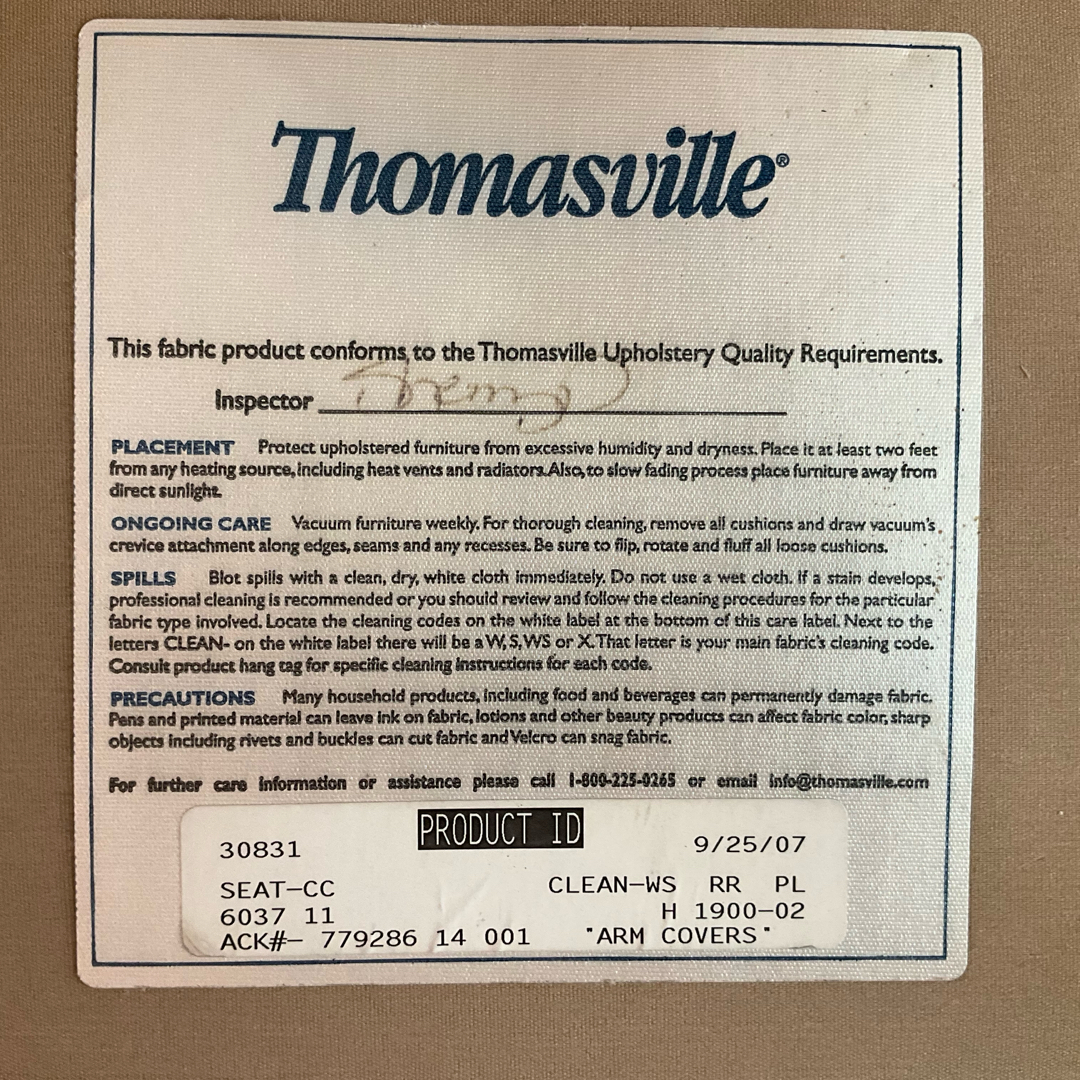 Thomasville®
This fabric product conforms to the Thomasville Upholstery Quality Requirements.
Inspector
PLACEMENT Protect upholstered furniture from excessive humidity and dryness. Place it at least two feet
from any heating source, including heat vents and radiators. Also, to slow fading process place furniture away from
direct sunlight.
ONGOING CARE Vacuum furniture weekly. For thorough cleaning, remove all cushions and draw vacuum's
crevice attachment along edges, seams and any recesses. Be sure to flip, rotate and fluff all loose cushions.
SPILLS Blot spills with a clean, dry, white cloth immediately. Do not use a wet cloth. If a stain develops,
professional cleaning is recommended or you should review and follow the cleaning procedures for the particular
fabric type involved. Locate the cleaning codes on the white label at the bottom of this care label. Next to the
letters CLEAN- on the white label there will be a W, S, WS or X. That letter is your main fabric's cleaning code.
Consult product hang tag for specific cleaning instructions for each code.
PRECAUTIONS Many household products, including food and beverages can permanently damage fabric.
Pens and printed material can leave ink on fabric, lotions and other beauty products can affect fabric color, sharp
objects including rivets and buckles can cut fabric and Velcro can snag fabric.
For further care information or assistance please call 1-800-225-0265 or email info@thomasville.com
PRODUCT ID
30831 9/25/07
SEAT-CC CLEAN-WS RR PL
6037 11 H 1900-02
ACK#- 779286 14 001 "ARM COVERS"